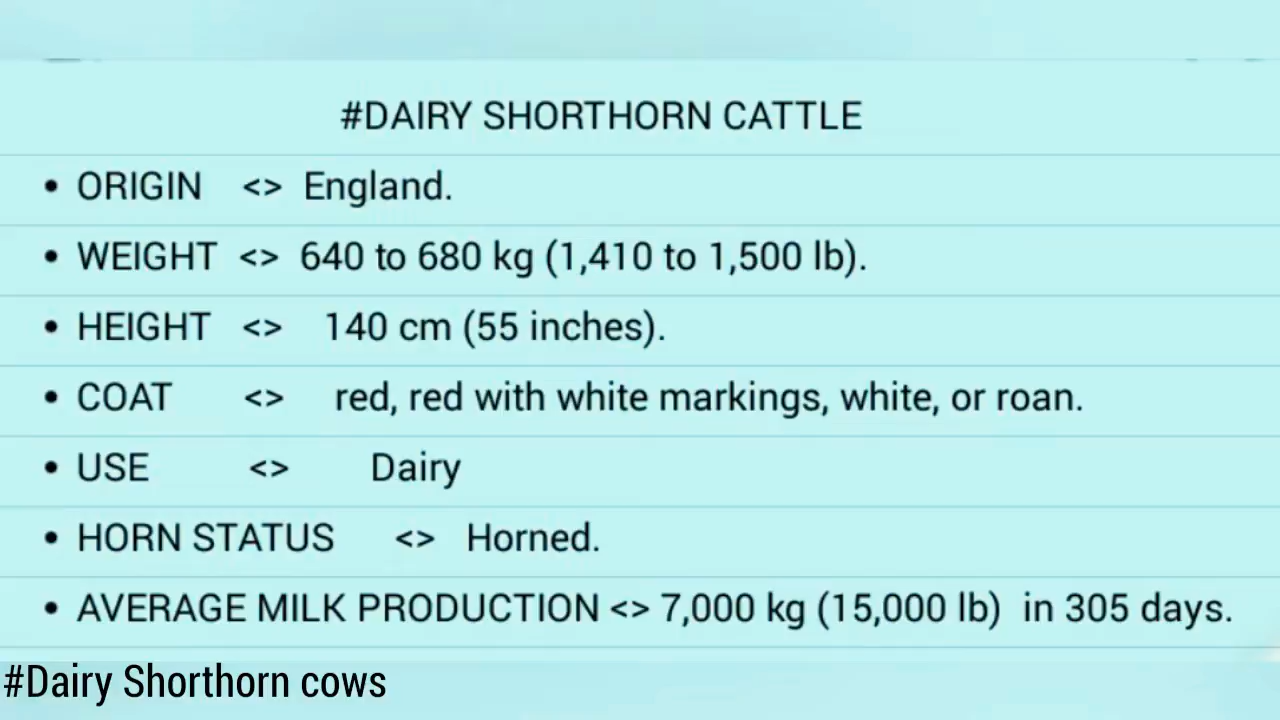 #DAIRY SHORTHORN CATTLE
• ORIGIN <> England.
• WEIGHT <> 640 to 680 kg (1,410 to 1,500 lb).
• HEIGHT <> 140 cm (55 inches).
• COAT <> red, red with white markings, white, or roan.
• USE <> Dairy
• HORN STATUS <> Horned.
• AVERAGE MILK PRODUCTION <> 7,000 kg (15,000 lb) in 305 days.
#Dairy Shorthorn cows